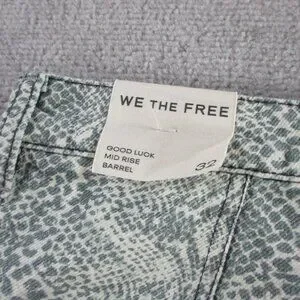 WE THE FREE
GOOD LUCK
MID RISE
BARREL
32